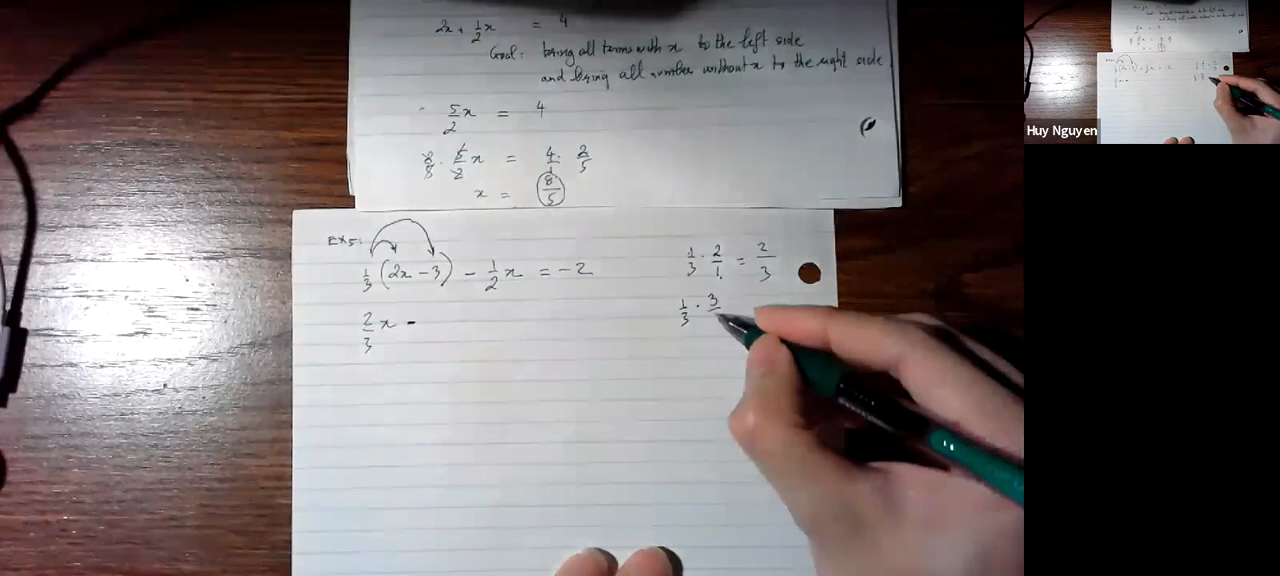 2x + 1/2 x = 4
Goal: bring all terms with x to the left side
and bring all number without x to the right side
5/2 x = 4
2/5 · 5/2 x = 4/1 · 2/5
x = 8/5
EX5:
1/3 (2x - 3) - 1/2 x = -2
2/3 x -
1/3 · 2/1 = 2/3
1/3 · 3/
Huy Nguyen